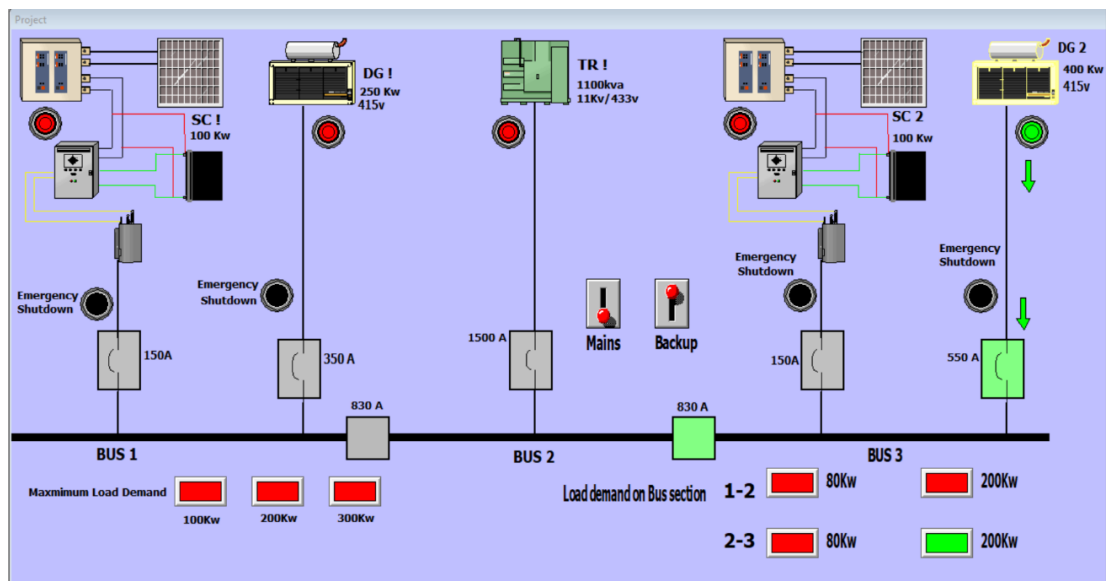 Project
SC !
100 Kw
DG !
250 Kw
415v
TR !
1100kva
11Kv/433v
SC 2
100 Kw
DG 2
400 Kw
415v
Emergency
Shutdown
Emergency
Shutdown
Emergency
Shutdown
Emergency
Shutdown
Mains
Backup
150A
350 A
1500 A
150A
550 A
830 A
830 A
BUS 1
BUS 2
BUS 3
Maxmimum Load Demand
100Kw
200Kw
300Kw
Load demand on Bus section
1-2
80Kw
200Kw
2-3
80Kw
200Kw